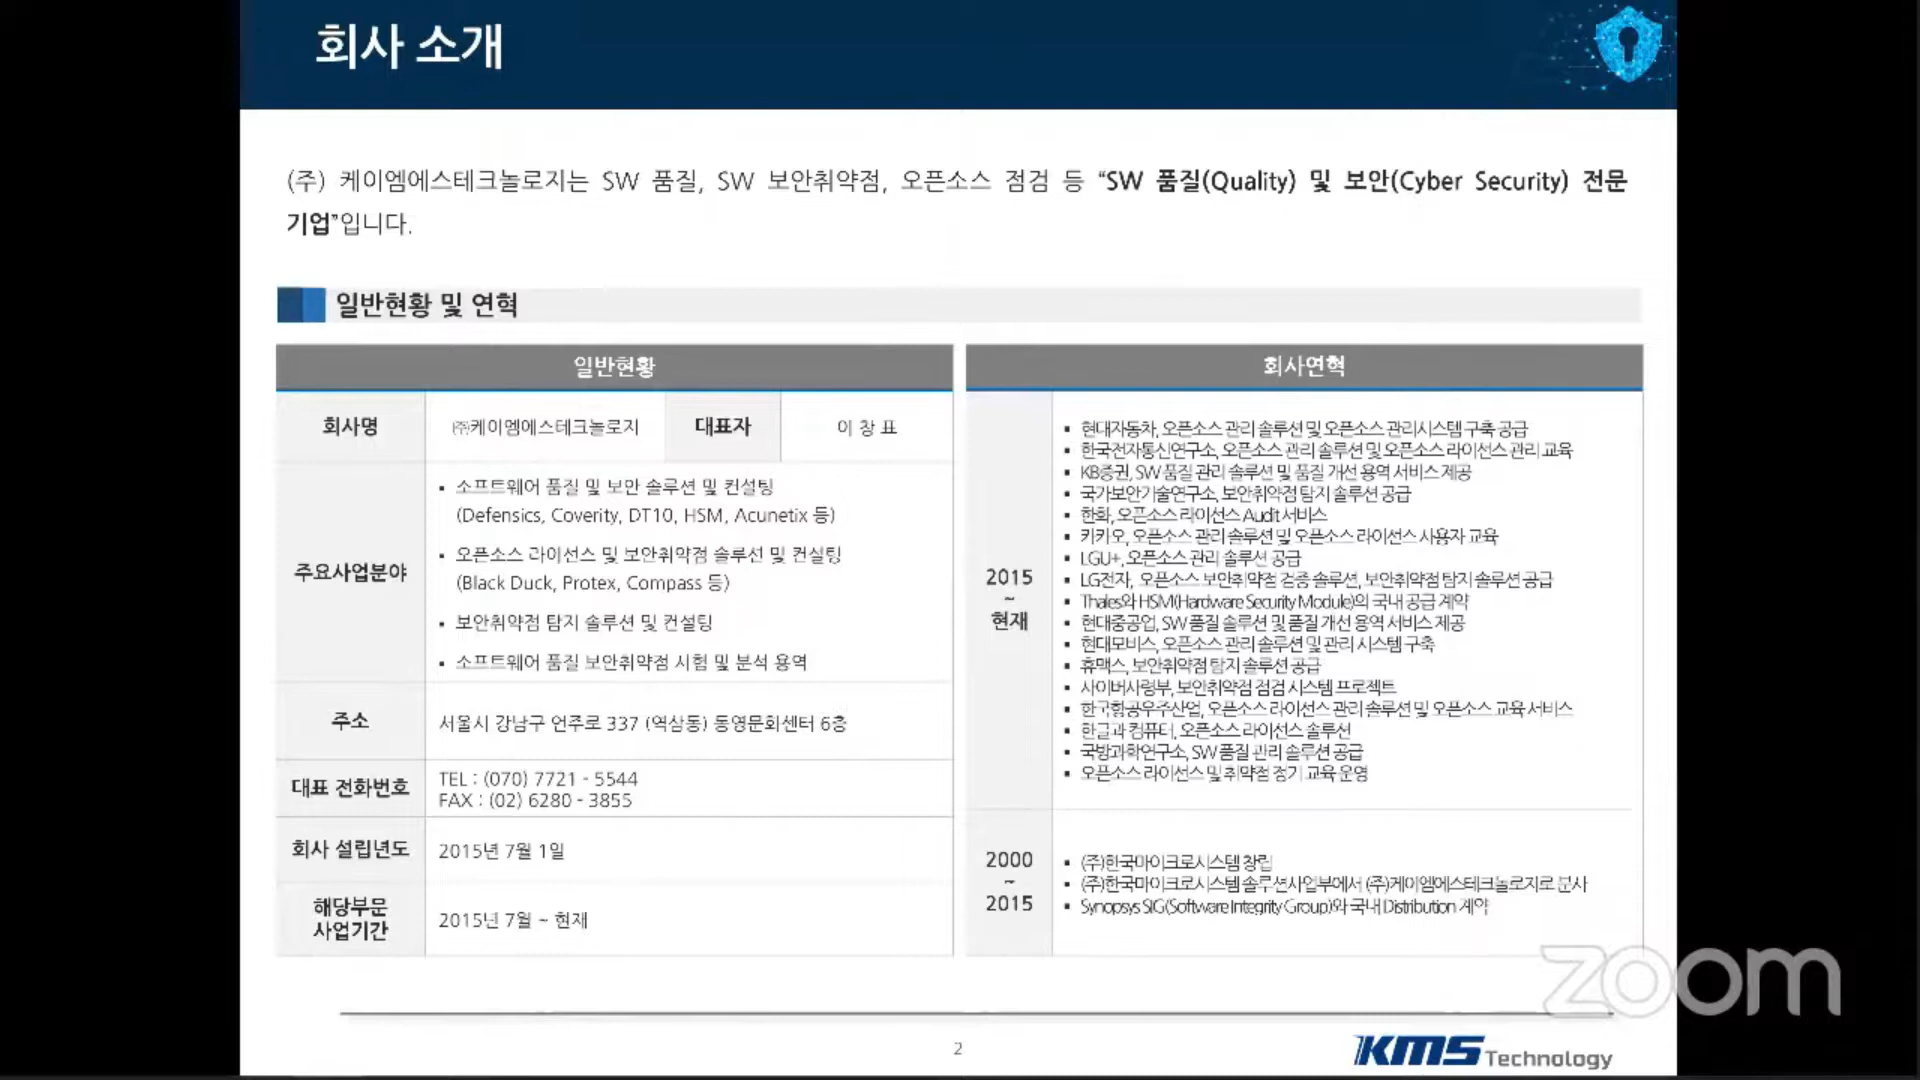 회사 소개
(주) 케이엠에스테크놀로지는 SW 품질, SW 보안취약점, 오픈소스 점검 등 “SW 품질(Quality) 및 보안(Cyber Security) 전문
기업”입니다.
일반현황 및 연혁
일반현황
회사명 ㈜케이엠에스테크놀로지 대표자 이 창 표
주요사업분야
▪ 소프트웨어 품질 및 보안 솔루션 및 컨설팅
(Defensics, Coverity, DT10, HSM, Acunetix 등)
▪ 오픈소스 라이선스 및 보안취약점 솔루션 및 컨설팅
(Black Duck, Protex, Compass 등)
▪ 보안취약점 탐지 솔루션 및 컨설팅
▪ 소프트웨어 품질 보안취약점 시험 및 분석 용역
주소 서울시 강남구 언주로 337 (역삼동) 동영문화센터 6층
대표 전화번호
TEL : (070) 7721 - 5544
FAX : (02) 6280 - 3855
회사 설립년도 2015년 7월 1일
해당부문
사업기간
2015년 7월 ~ 현재
회사연혁
2015
~
현재
▪ 현대자동차, 오픈소스 관리 솔루션 및 오픈소스 관리시스템 구축 공급
▪ 한국전자통신연구소, 오픈소스 관리 솔루션 및 오픈소스 라이선스 관리 교육
▪ KB증권, SW 품질 관리 솔루션 및 품질 개선 용역 서비스 제공
▪ 국가보안기술연구소, 보안취약점 탐지 솔루션 공급
▪ 한화, 오픈소스 라이선스 Audit 서비스
▪ 카카오, 오픈소스 관리 솔루션 및 오픈소스 라이선스 사용자 교육
▪ LGU+, 오픈소스 관리 솔루션 공급
▪ LG전자, 오픈소스 보안취약점 검증 솔루션, 보안취약점 탐지 솔루션 공급
▪ Thales와 HSM(Hardware Security Module)의 국내 공급 계약
▪ 현대중공업, SW 품질 솔루션 및 품질 개선 용역 서비스 제공
▪ 현대모비스, 오픈소스 관리 솔루션 및 관리 시스템 구축
▪ 휴맥스, 보안취약점 탐지 솔루션 공급
▪ 사이버사령부, 보안취약점 점검 시스템 프로젝트
▪ 한국항공우주산업, 오픈소스 라이선스 관리 솔루션 및 오픈소스 교육 서비스
▪ 한글과 컴퓨터, 오픈소스 라이선스 솔루션
▪ 국방과학연구소, SW 품질 관리 솔루션 공급
▪ 오픈소스 라이선스 및 취약점 정기 교육 운영
2000
~
2015
▪ (주)한국마이크로시스템 창립
▪ (주)한국마이크로시스템 솔루션사업부에서 (주)케이엠에스테크놀로지로 분사
▪ Synopsys SIG(Software Integrity Group)와 국내 Distribution 계약
zoom
2
KMS Technology